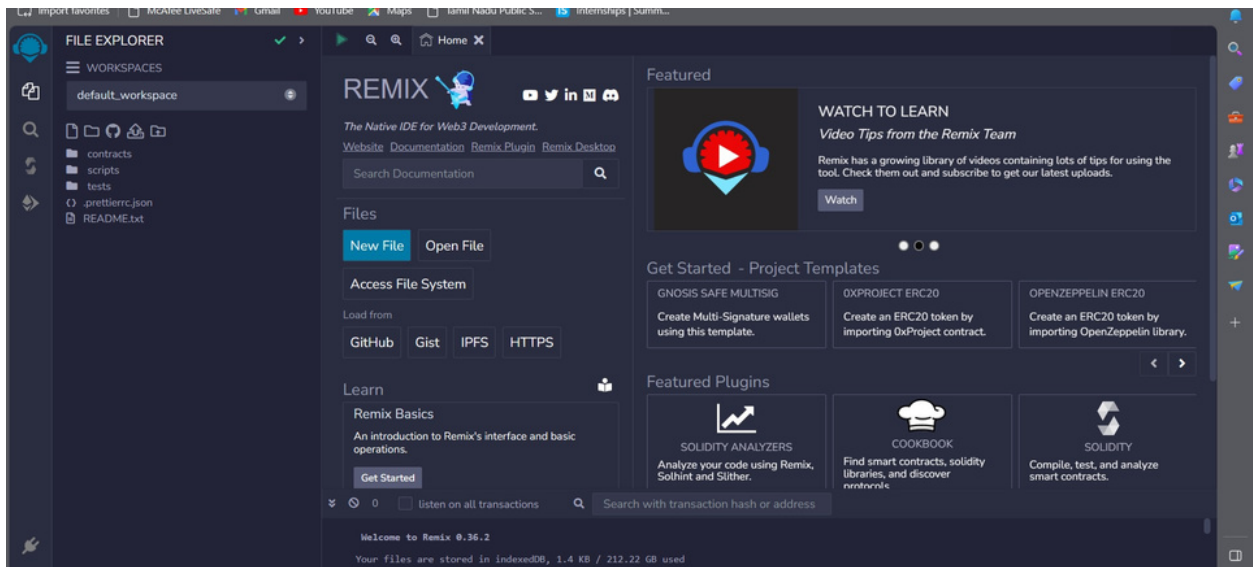 Import favorites
McAfee LiveSafe
Gmail
YouTube
Maps
Tamil Nadu Public S...
Internships | Summ...
FILE EXPLORER
WORKSPACES
default_workspace
contracts
scripts
tests
.prettierrc.json
README.txt
Home
REMIX
The Native IDE for Web3 Development.
Website Documentation Remix Plugin Remix Desktop
Search Documentation
Files
New File
Open File
Access File System
Load from
GitHub
Gist
IPFS
HTTPS
Learn
Remix Basics
An introduction to Remix's interface and basic
operations.
Get Started
Featured
WATCH TO LEARN
Video Tips from the Remix Team
Remix has a growing library of videos containing lots of tips for using the
tool. Check them out and subscribe to get our latest uploads.
Watch
Get Started - Project Templates
GNOSIS SAFE MULTISIG
Create Multi-Signature wallets
using this template.
0XPROJECT ERC20
Create an ERC20 token by
importing 0xProject contract.
OPENZEPPELIN ERC20
Create an ERC20 token by
importing OpenZeppelin library.
Featured Plugins
SOLIDITY ANALYZERS
Analyze your code using Remix,
Solhint and Slither.
COOKBOOK
Find smart contracts, solidity
libraries, and discover
protocols
SOLIDITY
Compile, test, and analyze
smart contracts.
0
listen on all transactions
Search with transaction hash or address
Welcome to Remix 0.36.2
Your files are stored in indexedDB, 1.4 KB / 212.22 GB used